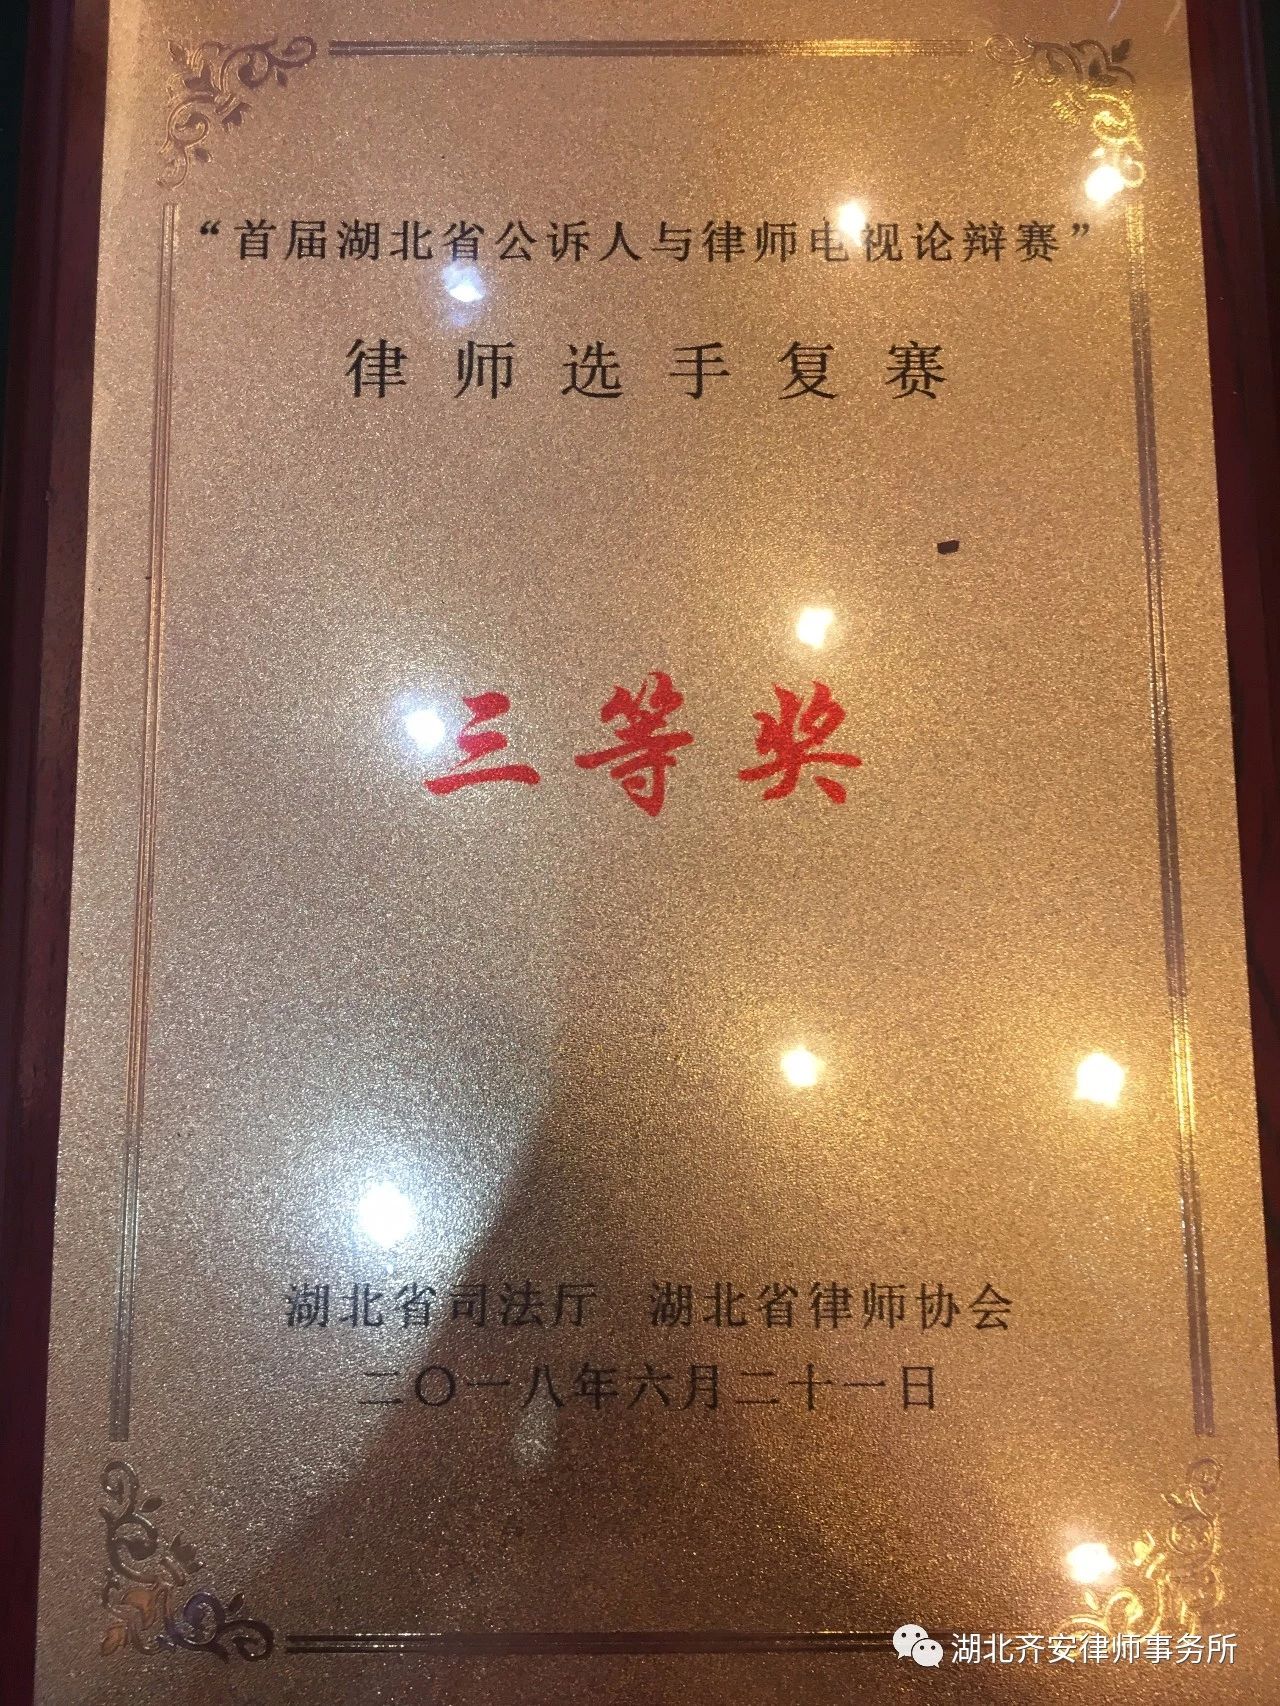 “首届湖北省公诉人与律师电视论辩赛”
律师选手复赛
三等奖
湖北省司法厅 湖北省律师协会
二〇一八年六月二十一日
湖北齐安律师事务所